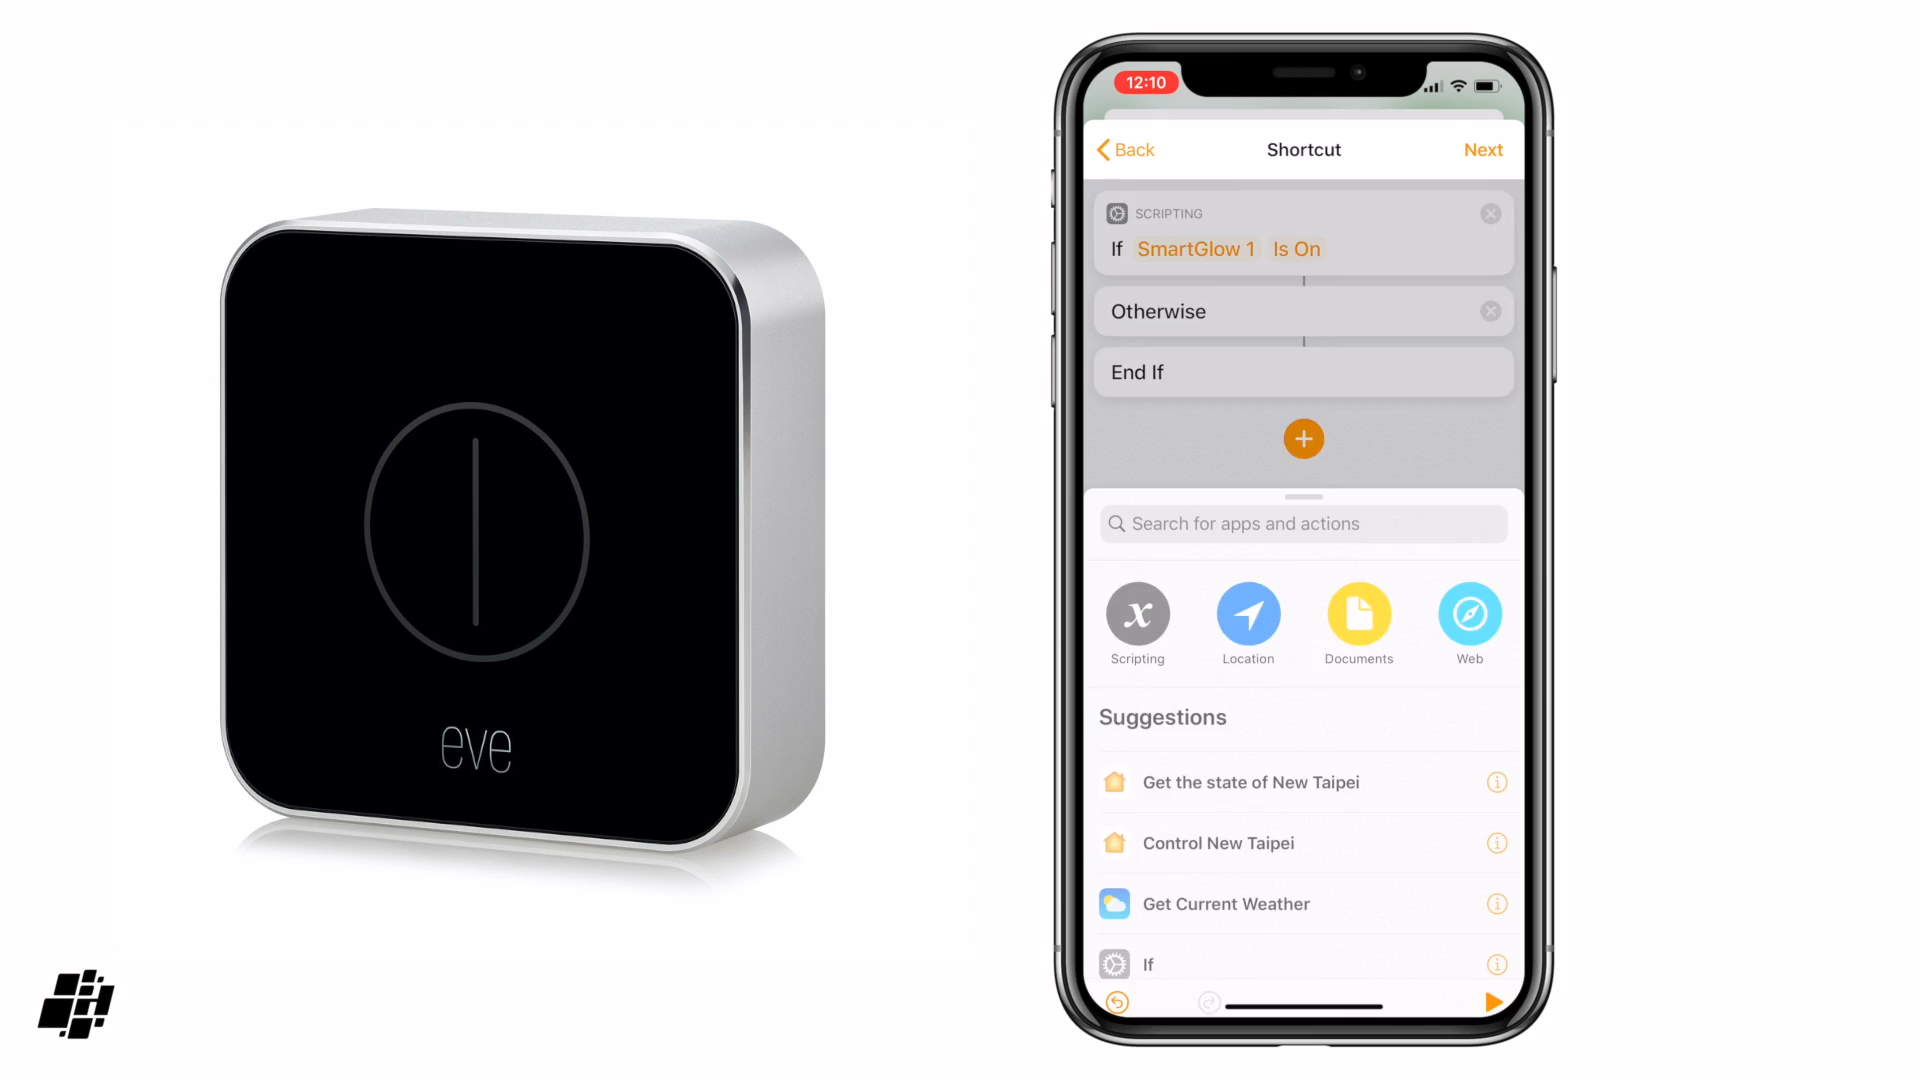 eve
12:10
Back
Shortcut
Next
SCRIPTING
If SmartGlow 1 Is On
Otherwise
End If
Search for apps and actions
Scripting
Location
Documents
Web
Suggestions
Get the state of New Taipei
Control New Taipei
Get Current Weather
If